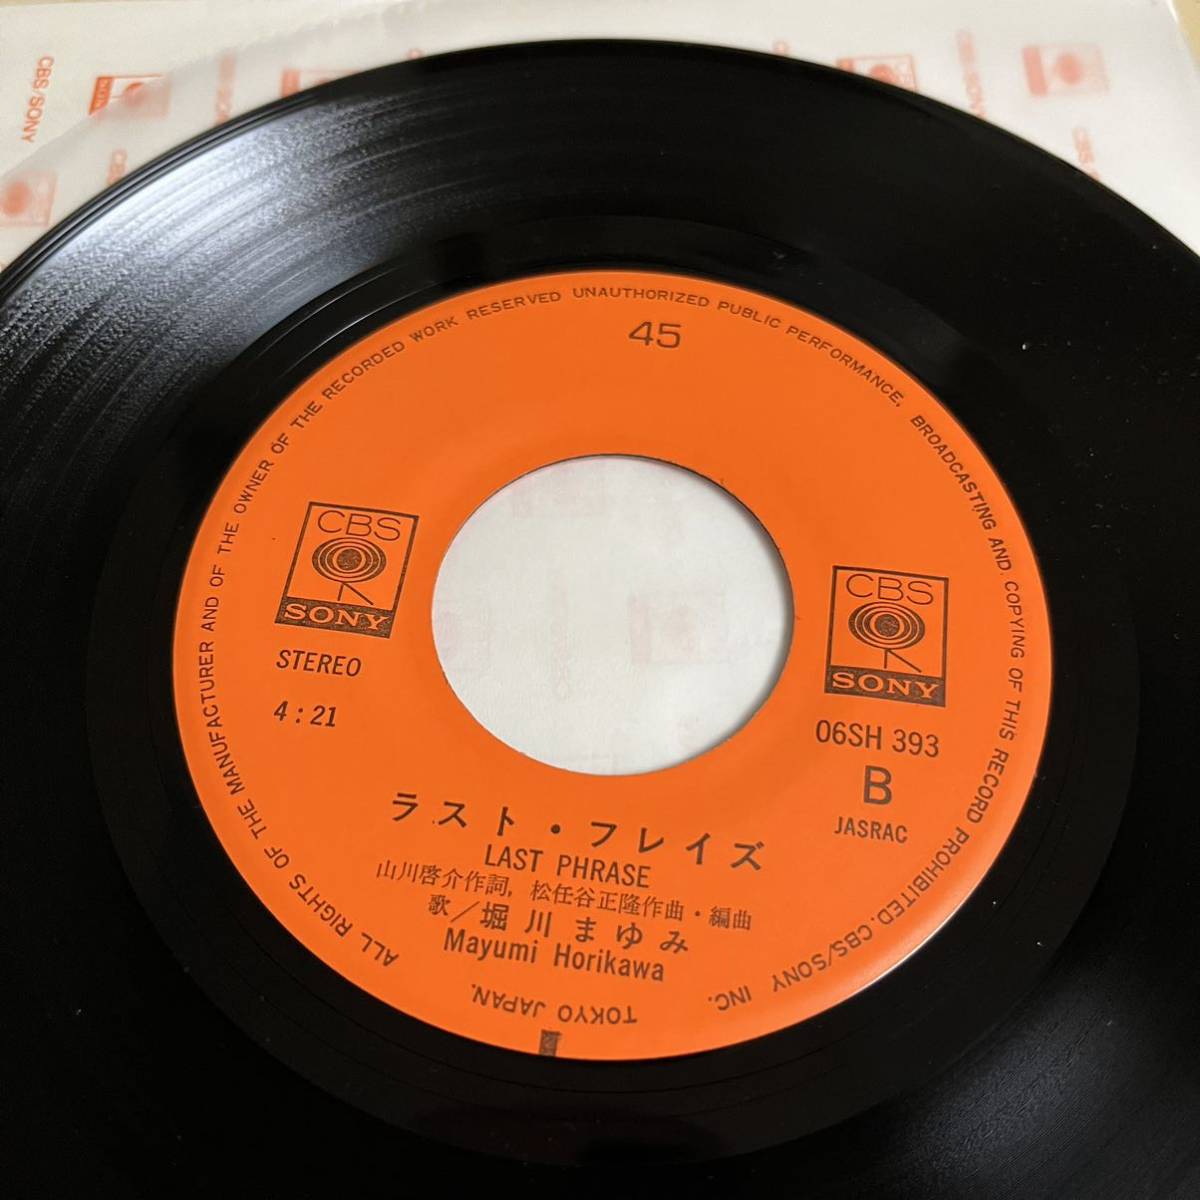 CBS/SONY
45
ALL RIGHTS OF THE MANUFACTURER AND OF THE OWNER OF THE RECORDED WORK RESERVED UNAUTHORIZED PUBLIC PERFORMANCE, BROADCASTING AND COPYING OF THIS RECORD PROHIBITED. CBS/SONY INC.
TOKYO JAPAN.
CBS
SONY
STEREO
4:21
CBS
SONY
06SH 393
B
JASRAC
ラスト・フレイズ
LAST PHRASE
山川啓介作詞, 松任谷正隆作曲・編曲
歌／堀川まゆみ
Mayumi Horikawa